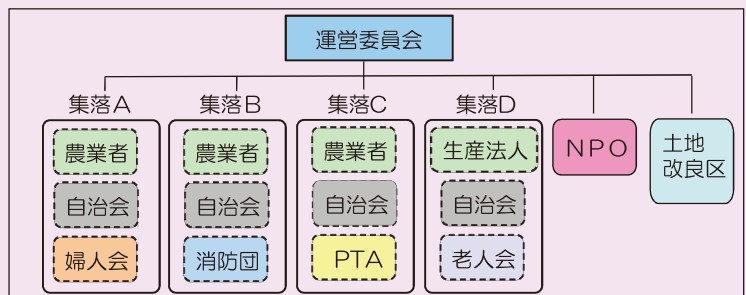 運営委員会
集落A
農業者
自治会
婦人会
集落B
農業者
自治会
消防団
集落C
農業者
自治会
PTA
集落D
生産法人
自治会
老人会
NPO
土地
改良区